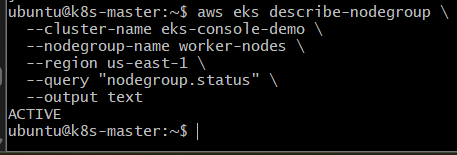 ubuntu@k8s-master:~$ aws eks describe-nodegroup \
  --cluster-name eks-console-demo \
  --nodegroup-name worker-nodes \
  --region us-east-1 \
  --query "nodegroup.status" \
  --output text
ACTIVE
ubuntu@k8s-master:~$